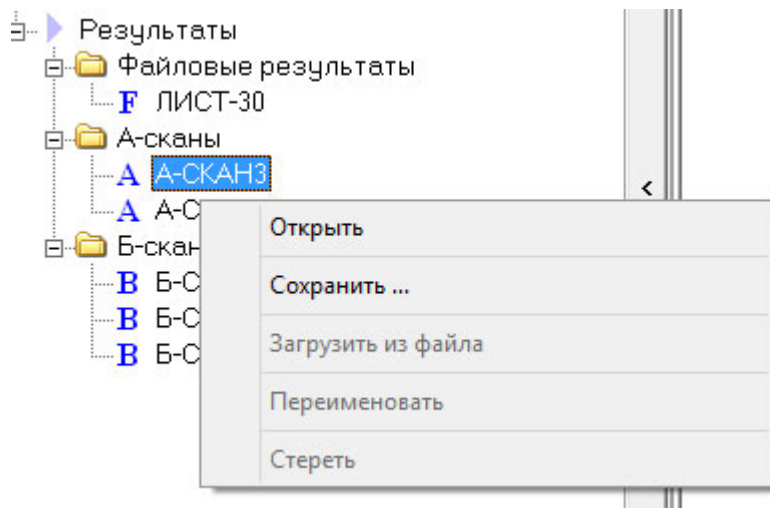 Результаты
Файловые результаты
F ЛИСТ-30
А-сканы
A А-СКАН3
A А-С
Б-скан
B Б-С
B Б-С
B Б-С
<
Открыть
Сохранить ...
Загрузить из файла
Переименовать
Стереть